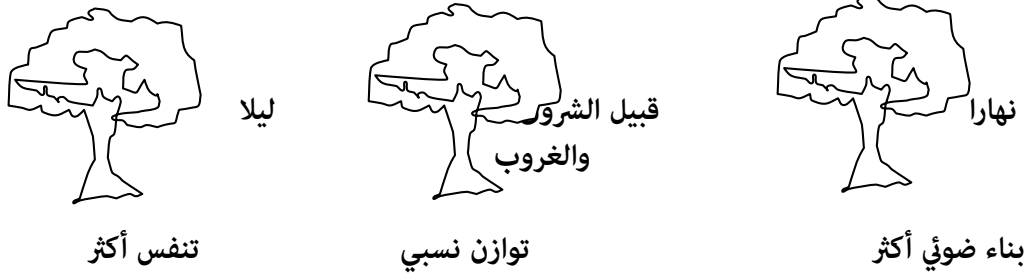 نهارا
قبيل الشروق
والغروب
ليلا
بناء ضوئي أكثر
توازن نسبي
تنفس أكثر